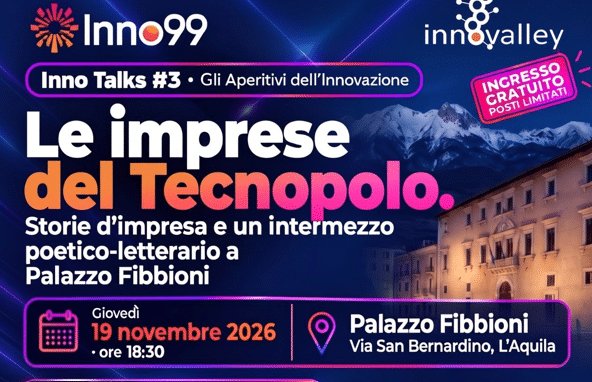 Inno99
innovalley
Inno Talks #3 • Gli Aperitivi dell'Innovazione
INGRESSO
GRATUITO
POSTI LIMITATI
Le imprese
del Tecnopolo.
Storie d'impresa e un intermezzo
poetico-letterario a
Palazzo Fibbioni
Giovedì
19 novembre 2026
• ore 18:30
Palazzo Fibbioni
Via San Bernardino, L'Aquila